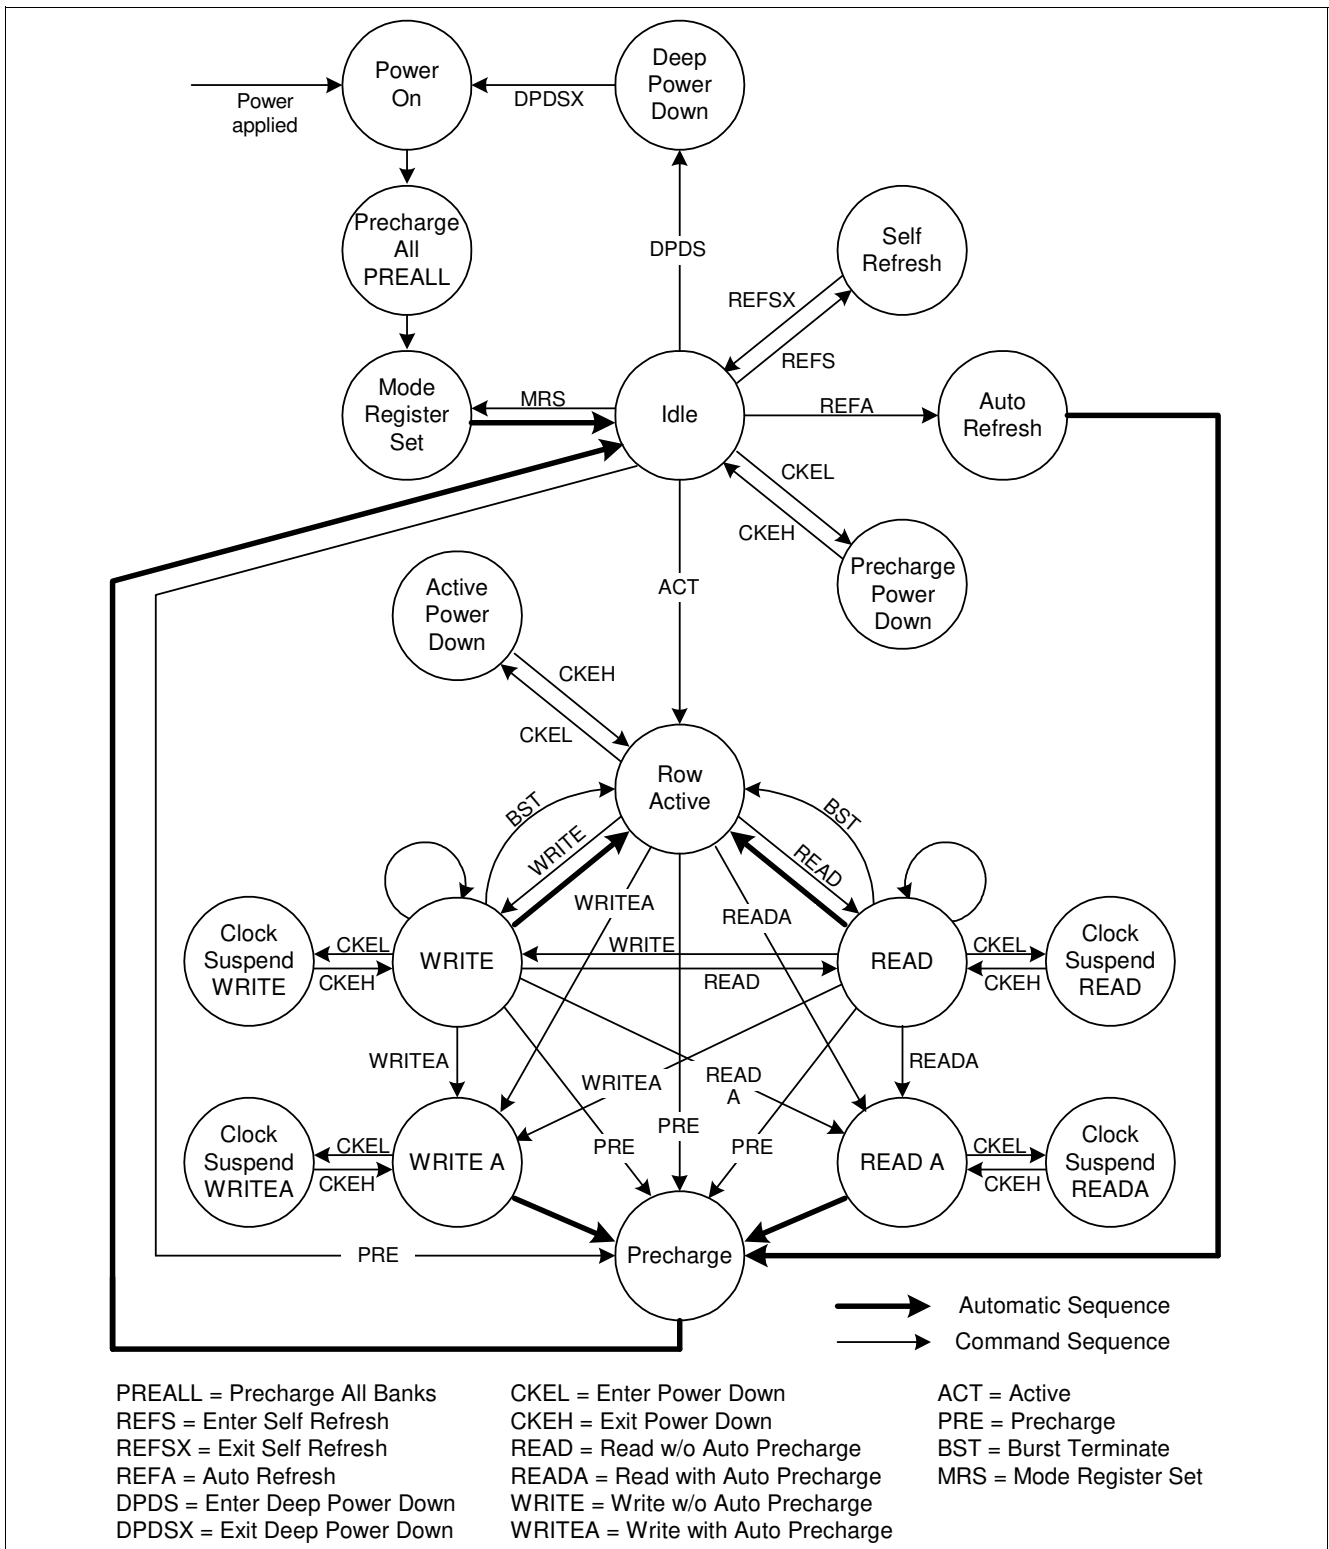 Power
On
Deep
Power
Down
Power
applied
DPDSX
Precharge
All
PREALL
DPDS
Self
Refresh
REFSX
REFS
Mode
Register
Set
MRS
Idle
REFA
Auto
Refresh
CKEL
CKEH
Precharge
Power
Down
ACT
Active
Power
Down
CKEH
CKEL
Row
Active
BST
WRITE
READ
BST
WRITEA
READA
Clock
Suspend
WRITE
CKEL
CKEH
WRITE
WRITE
READ
READ
CKEL
CKEH
Clock
Suspend
READ
WRITEA
WRITEA
READ
A
READA
PRE
PRE
PRE
Clock
Suspend
WRITEA
CKEL
CKEH
WRITE A
READ A
CKEL
CKEH
Clock
Suspend
READA
PRE
Precharge
Automatic Sequence
Command Sequence
PREALL = Precharge All Banks
REFS = Enter Self Refresh
REFSX = Exit Self Refresh
REFA = Auto Refresh
DPDS = Enter Deep Power Down
DPDSX = Exit Deep Power Down
CKEL = Enter Power Down
CKEH = Exit Power Down
READ = Read w/o Auto Precharge
READA = Read with Auto Precharge
WRITE = Write w/o Auto Precharge
WRITEA = Write with Auto Precharge
ACT = Active
PRE = Precharge
BST = Burst Terminate
MRS = Mode Register Set